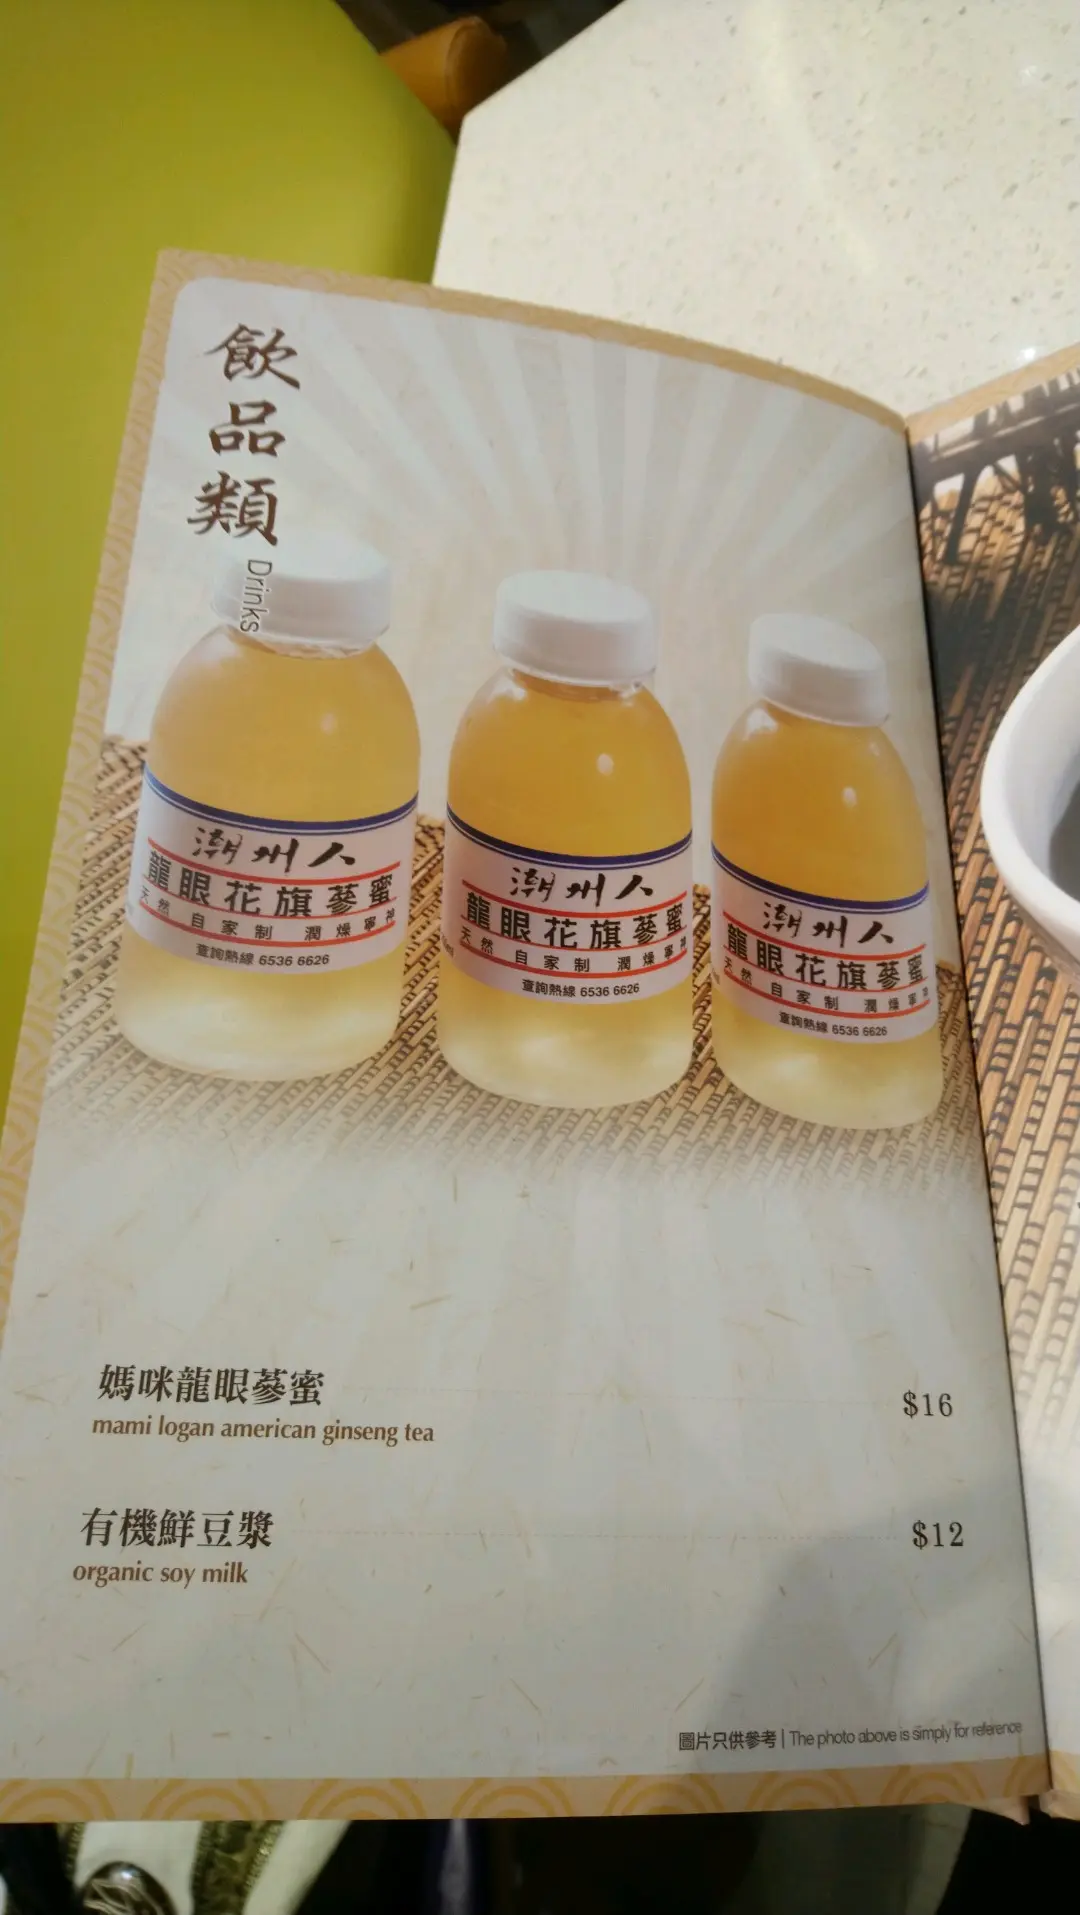 飲品類
Drinks
潮州人
龍眼花旗蔘蜜
天然 自家制 潤燥寧神
查詢熱線 6536 6626
潮州人
龍眼花旗蔘蜜
天然 自家制 潤燥寧神
查詢熱線 6536 6626
潮州人
龍眼花旗蔘蜜
天然 自家制 潤燥寧神
查詢熱線 6536 6626
媽咪龍眼蔘蜜 $16
mami logan american ginseng tea
有機鮮豆漿 $12
organic soy milk
圖片只供參考 | The photo above is simply for reference